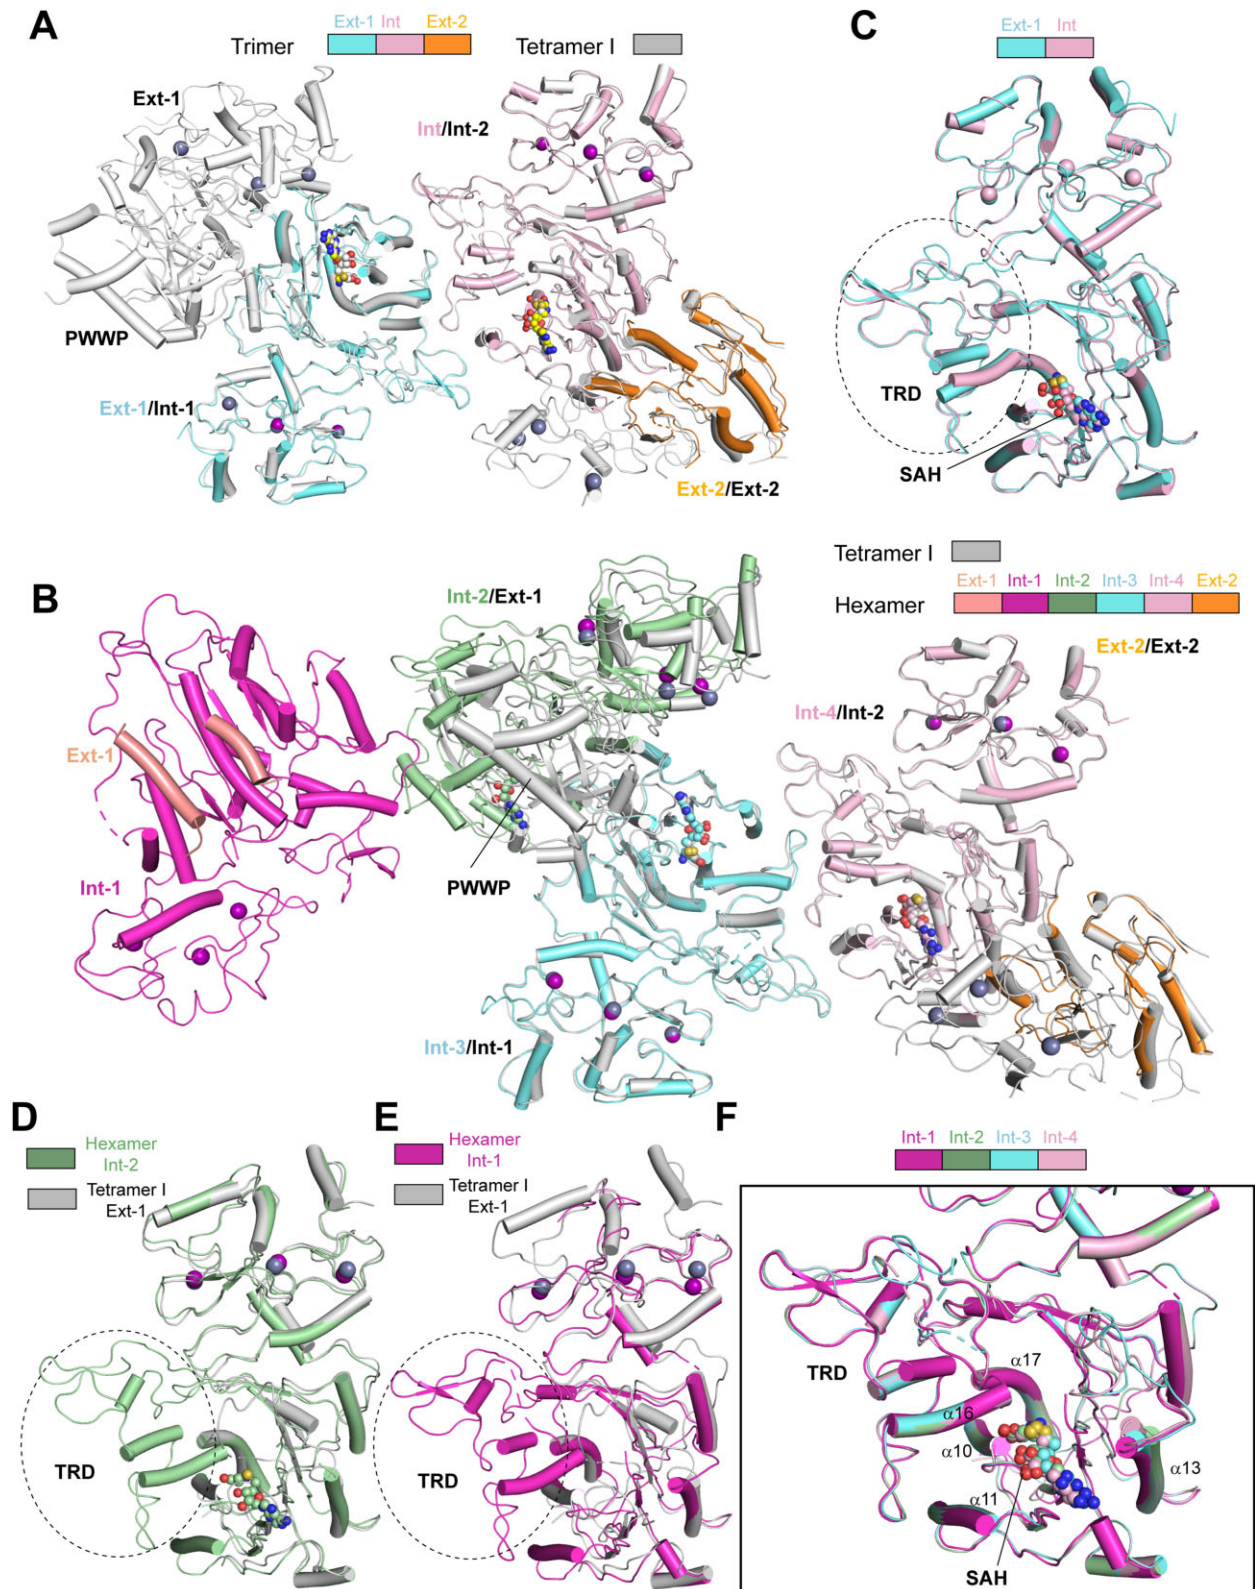 A
Trimer
Ext-1 Int Ext-2
Tetramer I
Ext-1
PWWP
Ext-1/Int-1
Int/Int-2
Ext-2/Ext-2
C
Ext-1 Int
TRD
SAH
B
Tetramer I
Ext-1 Int-1 Int-2 Int-3 Int-4 Ext-2
Hexamer
Int-2/Ext-1
Ext-2/Ext-2
Int-4/Int-2
Ext-1
Int-1
PWWP
Int-3/Int-1
D
Hexamer
Int-2
Tetramer I
Ext-1
TRD
E
Hexamer
Int-1
Tetramer I
Ext-1
TRD
F
Int-1 Int-2 Int-3 Int-4
TRD
α17
α16
α10
α13
α11
SAH